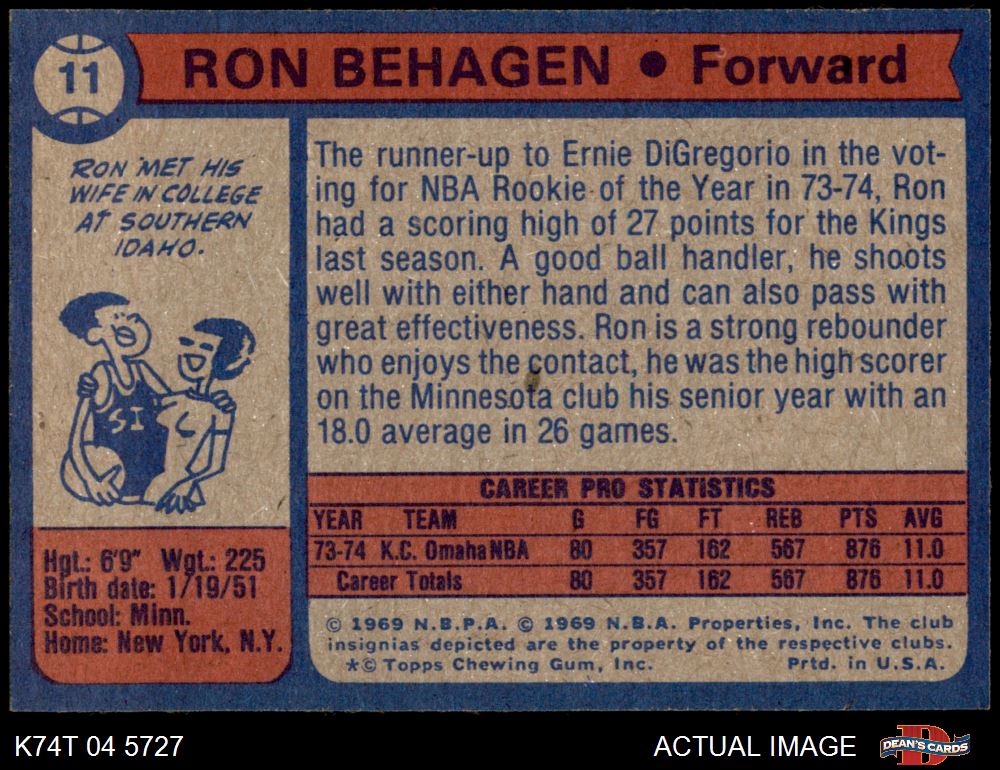 11
RON BEHAGEN • Forward
RON MET HIS
WIFE IN COLLEGE
AT SOUTHERN
IDAHO.
SI
The runner-up to Ernie DiGregorio in the vot-
ing for NBA Rookie of the Year in 73-74, Ron
had a scoring high of 27 points for the Kings
last season. A good ball handler, he shoots
well with either hand and can also pass with
great effectiveness. Ron is a strong rebounder
who enjoys the contact, he was the high scorer
on the Minnesota club his senior year with an
18.0 average in 26 games.
Hgt.: 6'9" Wgt.: 225
Birth date: 1/19/51
School: Minn.
Home: New York, N.Y.
CAREER PRO STATISTICS
YEAR TEAM G FG FT REB PTS AVG
73-74 K.C. Omaha NBA 80 357 162 567 876 11.0
Career Totals 80 357 162 567 876 11.0
© 1969 N.B.P.A. © 1969 N.B.A. Properties, Inc. The club
insignias depicted are the property of the respective clubs.
*© Topps Chewing Gum, Inc. Prtd. in U.S.A.
K74T 04 5727 ACTUAL IMAGE D DEAN'S CARDS